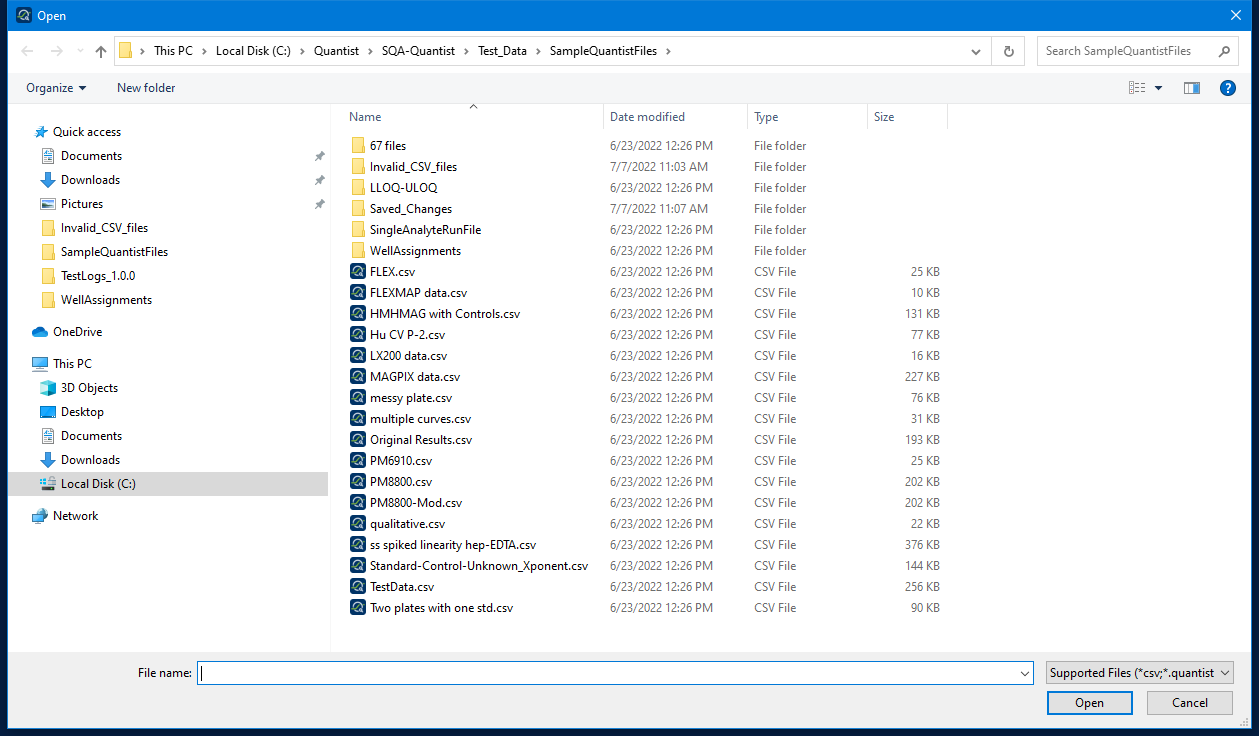 Open
This PC > Local Disk (C:) > Quantist > SQA-Quantist > Test_Data > SampleQuantistFiles >
Search SampleQuantistFiles
Organize New folder
Quick access
Documents
Downloads
Pictures
Invalid_CSV_files
SampleQuantistFiles
TestLogs_1.0.0
WellAssignments
OneDrive
This PC
3D Objects
Desktop
Documents
Downloads
Local Disk (C:)
Network
Name Date modified Type Size
67 files 6/23/2022 12:26 PM File folder
Invalid_CSV_files 7/7/2022 11:03 AM File folder
LLOQ-ULOQ 6/23/2022 12:26 PM File folder
Saved_Changes 7/7/2022 11:07 AM File folder
SingleAnalyteRunFile 6/23/2022 12:26 PM File folder
WellAssignments 6/23/2022 12:26 PM File folder
FLEX.csv 6/23/2022 12:26 PM CSV File 25 KB
FLEXMAP data.csv 6/23/2022 12:26 PM CSV File 10 KB
HMHMAG with Controls.csv 6/23/2022 12:26 PM CSV File 131 KB
Hu CV P-2.csv 6/23/2022 12:26 PM CSV File 77 KB
LX200 data.csv 6/23/2022 12:26 PM CSV File 16 KB
MAGPIX data.csv 6/23/2022 12:26 PM CSV File 227 KB
messy plate.csv 6/23/2022 12:26 PM CSV File 76 KB
multiple curves.csv 6/23/2022 12:26 PM CSV File 31 KB
Original Results.csv 6/23/2022 12:26 PM CSV File 193 KB
PM6910.csv 6/23/2022 12:26 PM CSV File 25 KB
PM8800.csv 6/23/2022 12:26 PM CSV File 202 KB
PM8800-Mod.csv 6/23/2022 12:26 PM CSV File 202 KB
qualitative.csv 6/23/2022 12:26 PM CSV File 22 KB
ss spiked linearity hep-EDTA.csv 6/23/2022 12:26 PM CSV File 376 KB
Standard-Control-Unknown_Xponent.csv 6/23/2022 12:26 PM CSV File 144 KB
TestData.csv 6/23/2022 12:26 PM CSV File 256 KB
Two plates with one std.csv 6/23/2022 12:26 PM CSV File 90 KB
File name: Supported Files (*csv;*.quantist
Open Cancel